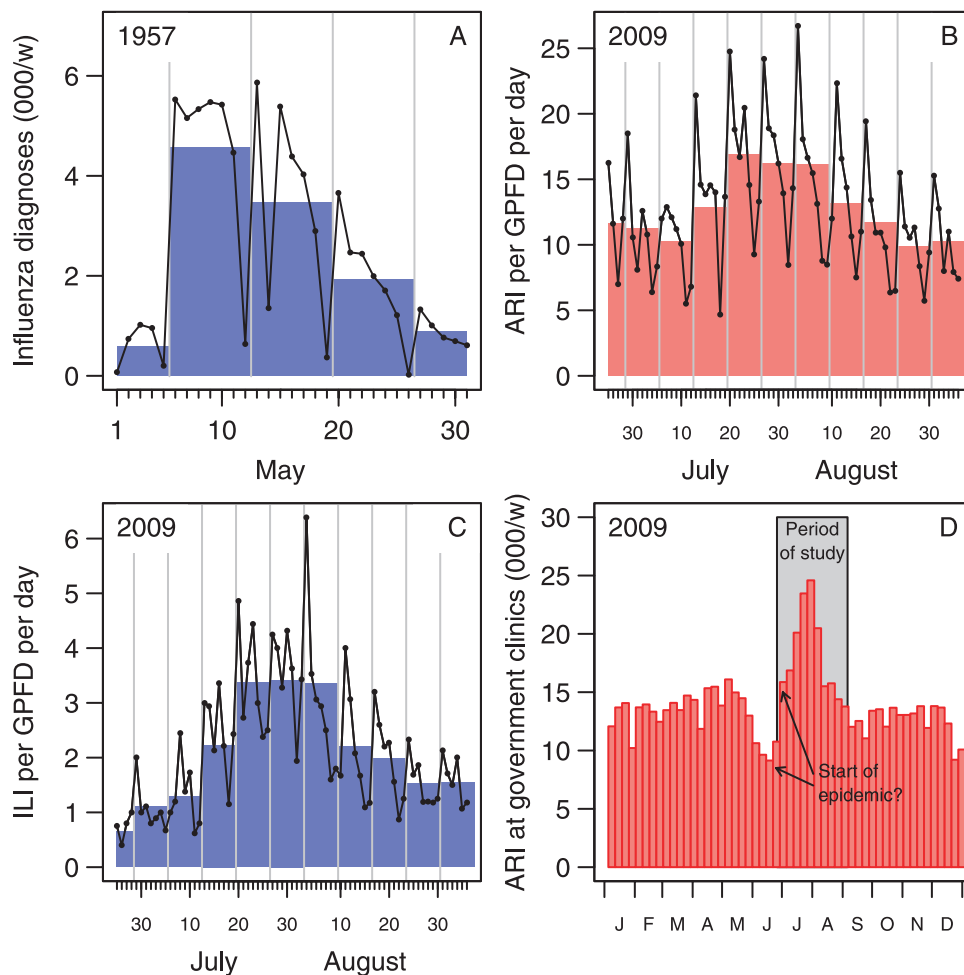 1957
A
Influenza diagnoses (000/w)
6
4
2
0
1
10
20
30
May
2009
B
ARI per GPFD per day
25
20
15
10
5
0
30
10
20
30
10
20
30
July
August
2009
C
ILI per GPFD per day
6
5
4
3
2
1
0
30
10
20
30
10
20
30
July
August
2009
D
Period
of study
ARI at government clinics (000/w)
30
25
20
15
10
5
0
Start of
epidemic?
J F M A M J J A S O N D